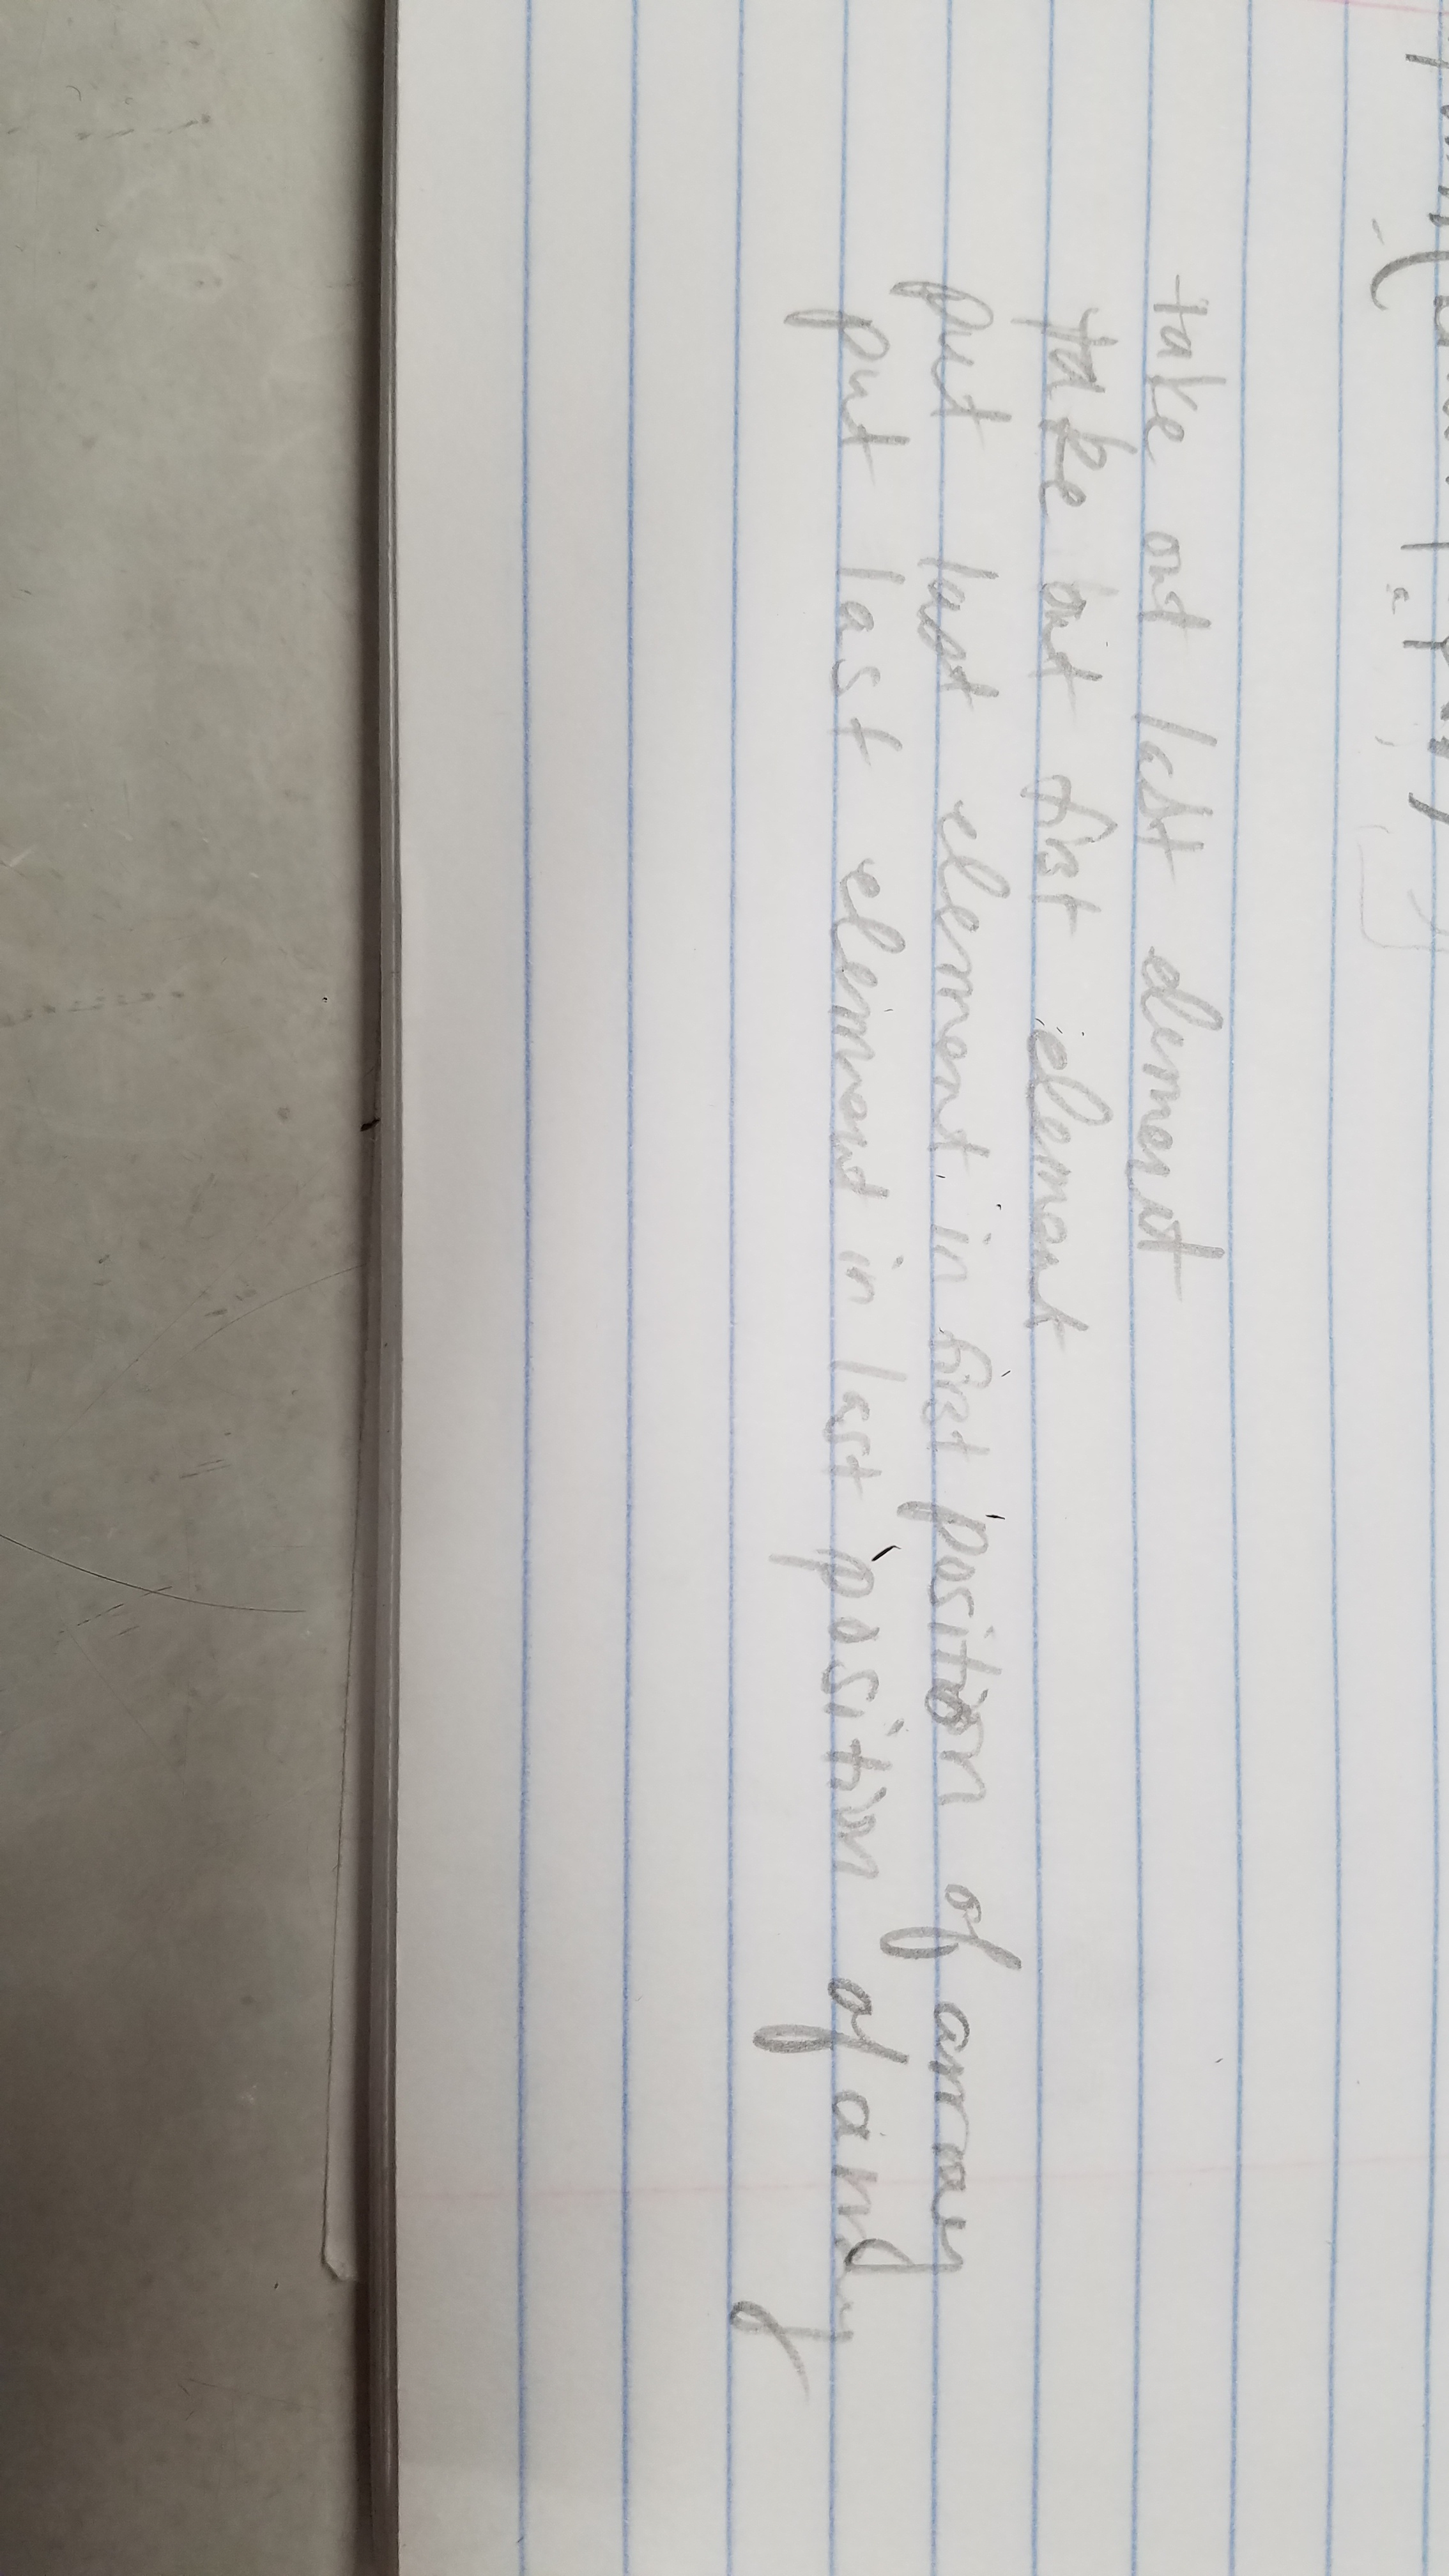 take out last element
take out first element
put last element in first position of array
put last element in last position of array